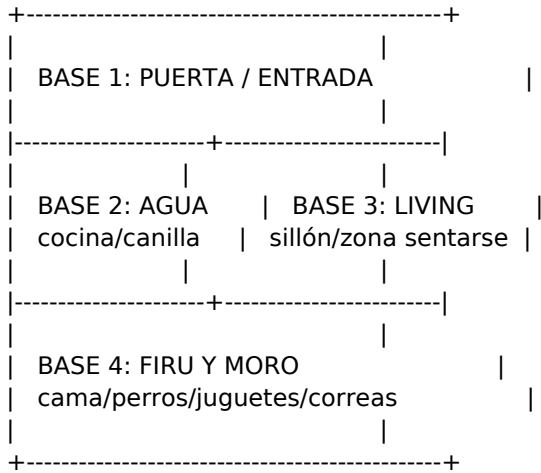 +------------------------------------------------+
|                                          |
|  BASE 1: PUERTA / ENTRADA                 |
|                                          |
|----------------------+-------------------------|
|                    |                     |
|  BASE 2: AGUA      |  BASE 3: LIVING       |
|  cocina/canilla    |  sillón/zona sentarse |
|                    |                     |
|----------------------+-------------------------|
|                                          |
|  BASE 4: FIRU Y MORO                      |
|  cama/perros/juguetes/correas               |
|                                          |
+------------------------------------------------+